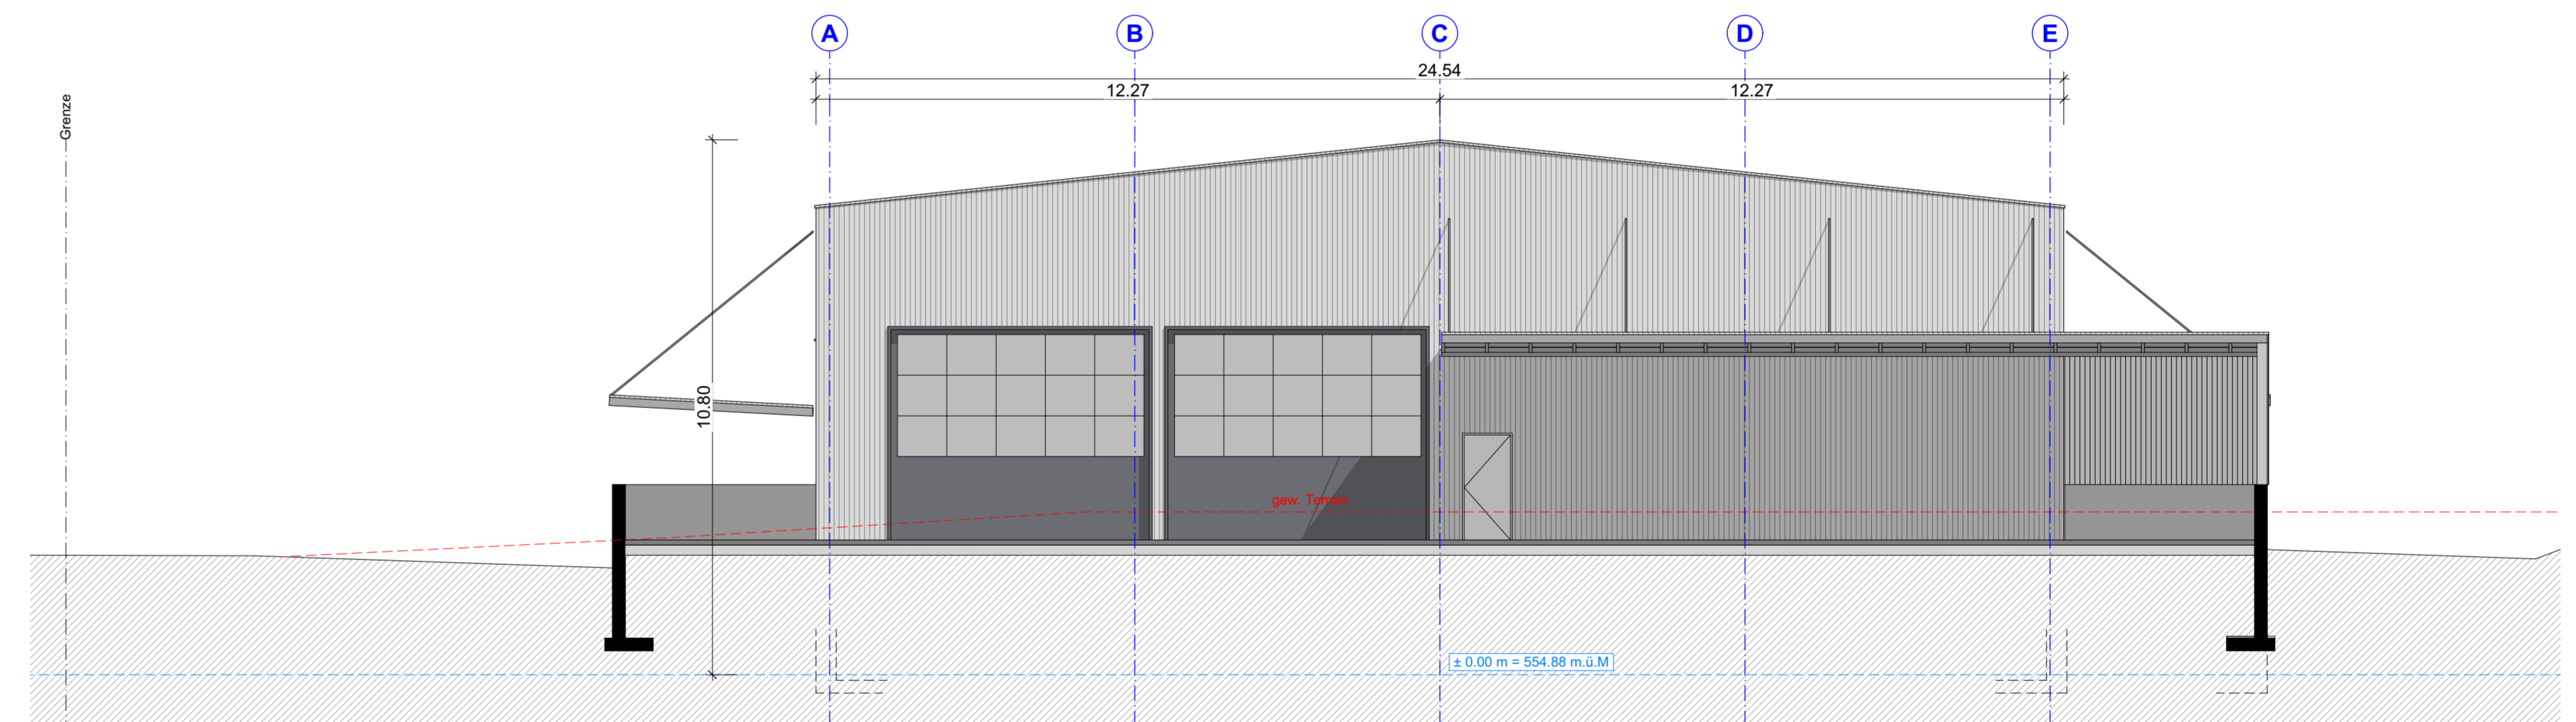 A
B
C
D
E
24.54
12.27
12.27
Grenze
10.80
gew. Terrain
± 0.00 m = 554.88 m.ü.M